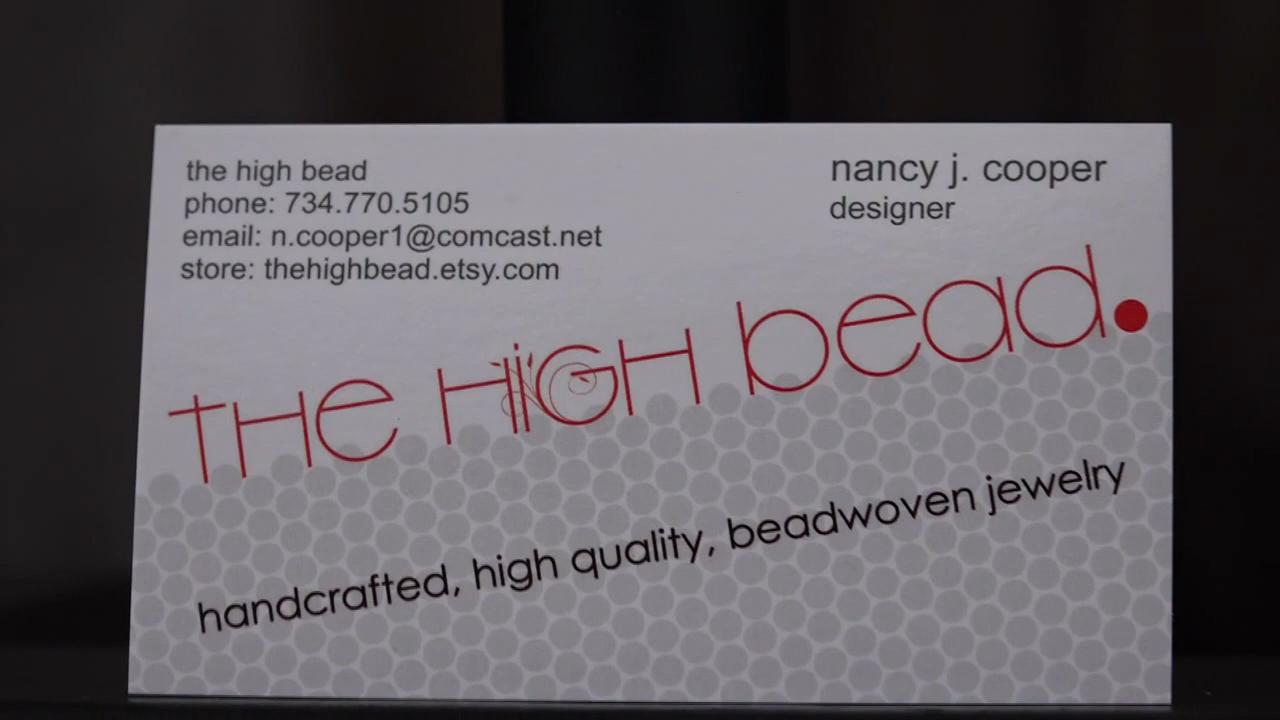 the high bead
phone: 734.770.5105
email: n.cooper1@comcast.net
store: thehighbead.etsy.com
nancy j. cooper
designer
THe HiGH bead.
handcrafted, high quality, beadwoven jewelry